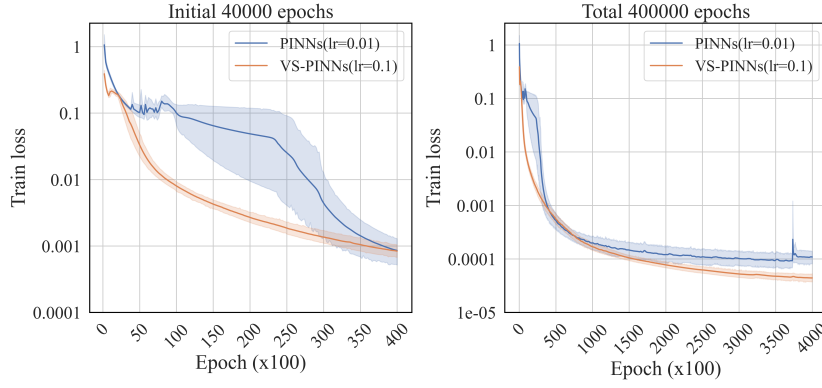 Initial 40000 epochs
Train loss
1
0.1
0.01
0.001
0.0001
PINNs(lr=0.01)
VS-PINNs(lr=0.1)
0 50 100 150 200 250 300 350 400
Epoch (x100)
Total 400000 epochs
Train loss
1
0.1
0.01
0.001
0.0001
1e-05
PINNs(lr=0.01)
VS-PINNs(lr=0.1)
0 500 1000 1500 2000 2500 3000 3500 4000
Epoch (x100)